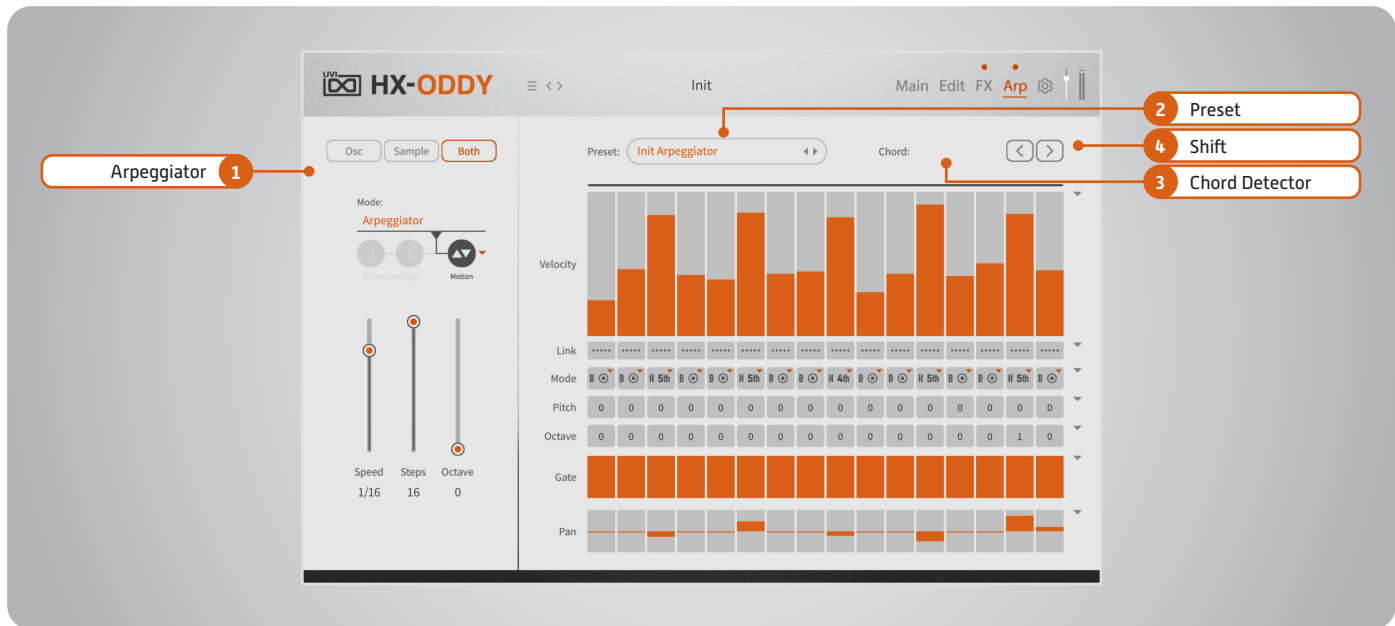 UVI HX-ODDY Init Main Edit FX Arp
2 Preset
4 Shift
3 Chord Detector
Arpeggiator 1
Osc Sample Both
Preset: Init Arpeggiator Chord:
Mode:
Arpeggiator
Motion
Velocity
Link
Mode B B H 5th B B H 5th B B H 4th B B H 5th B B H 5th B
Pitch 0 0 0 0 0 0 0 0 0 0 0 0 0 0 0 0
Octave 0 0 0 0 0 0 0 0 0 0 0 0 0 0 1 0
Gate
Pan
Speed Steps Octave
1/16 16 0